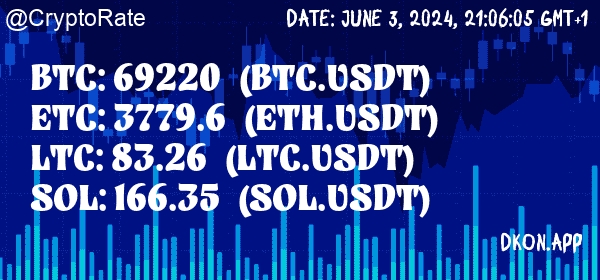 @CryptoRate
DATE: JUNE 3, 2024, 21:06:05 GMT+1
BTC: 69220 (BTC.USDT)
ETC: 3779.6 (ETH.USDT)
LTC: 83.26 (LTC.USDT)
SOL: 166.35 (SOL.USDT)
DKON.APP